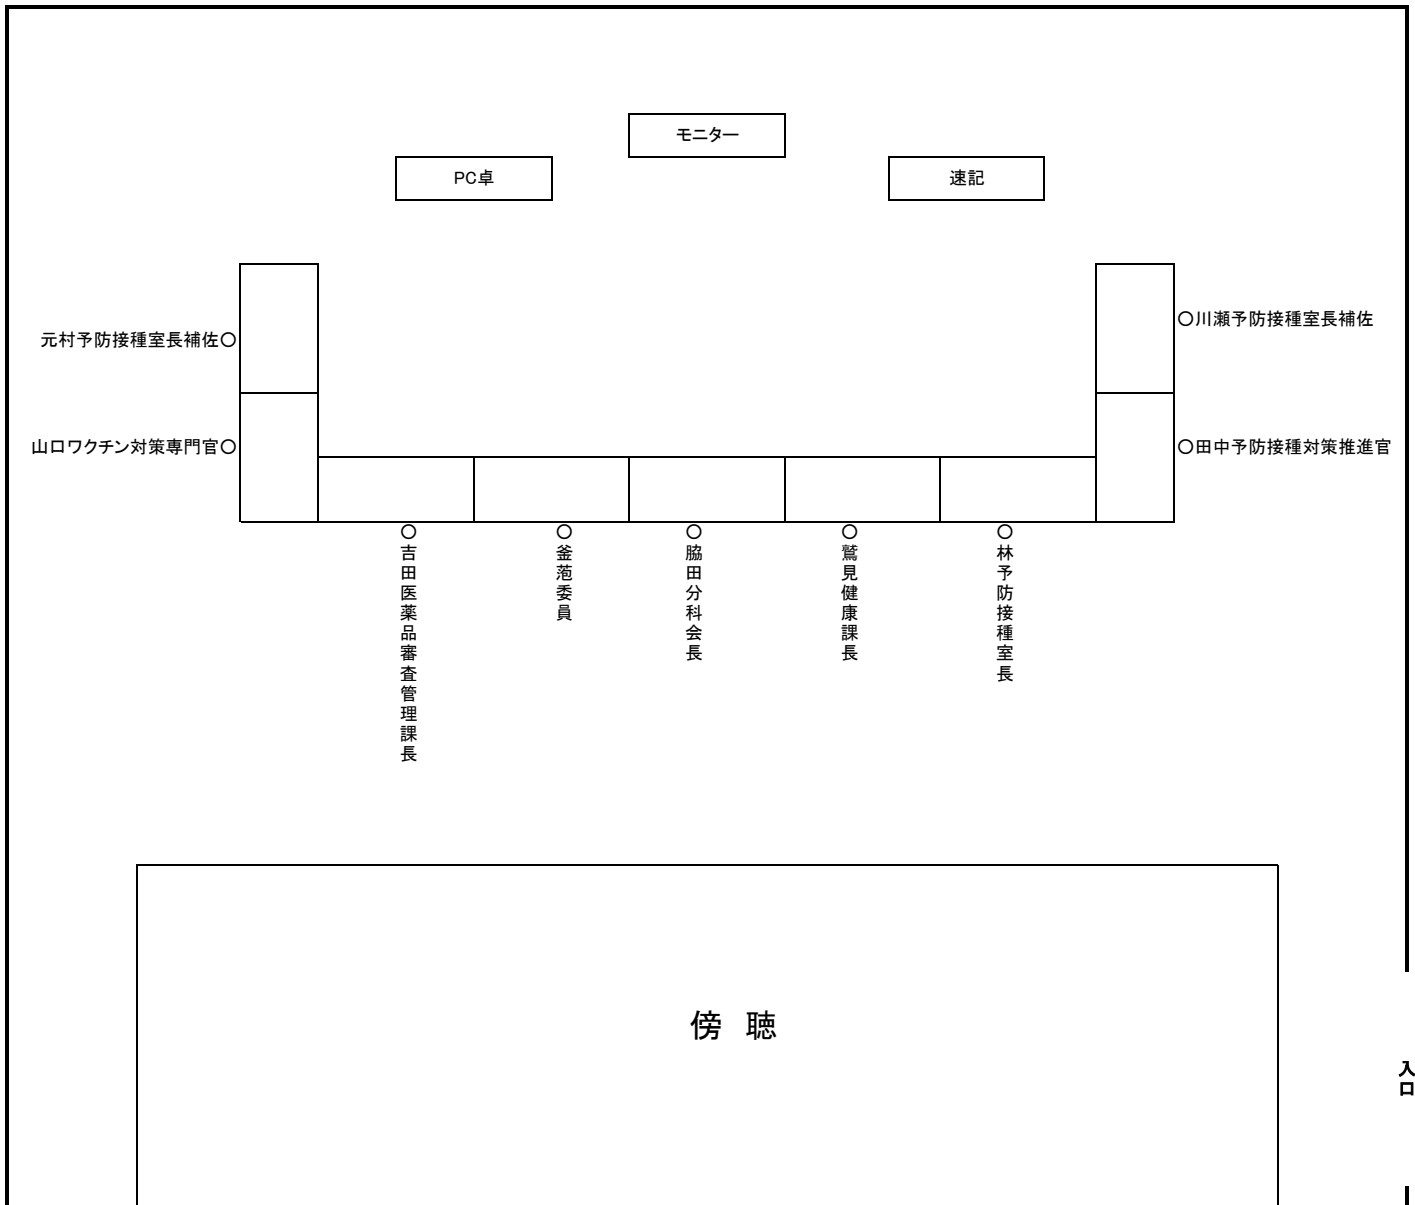 モニター
PC卓
速記
元村予防接種室長補佐○
○川瀬予防接種室長補佐
山口ワクチン対策専門官○
○田中予防接種対策推進官
○吉田医薬品審査管理課長
○釜萢委員
○脇田分科会長
○鷲見健康課長
○林予防接種室長
傍 聴
入口